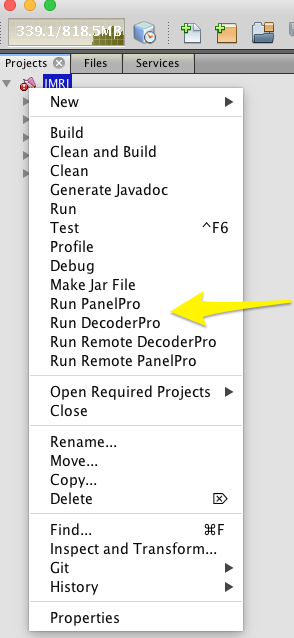 339.1/818.5MB
Projects Files Services
JMRI
New
Build
Clean and Build
Clean
Generate Javadoc
Run
Test ^F6
Profile
Debug
Make Jar File
Run PanelPro
Run DecoderPro
Run Remote DecoderPro
Run Remote PanelPro
Open Required Projects
Close
Rename...
Move...
Copy...
Delete ⌦
Find... ⌘F
Inspect and Transform...
Git
History
Properties